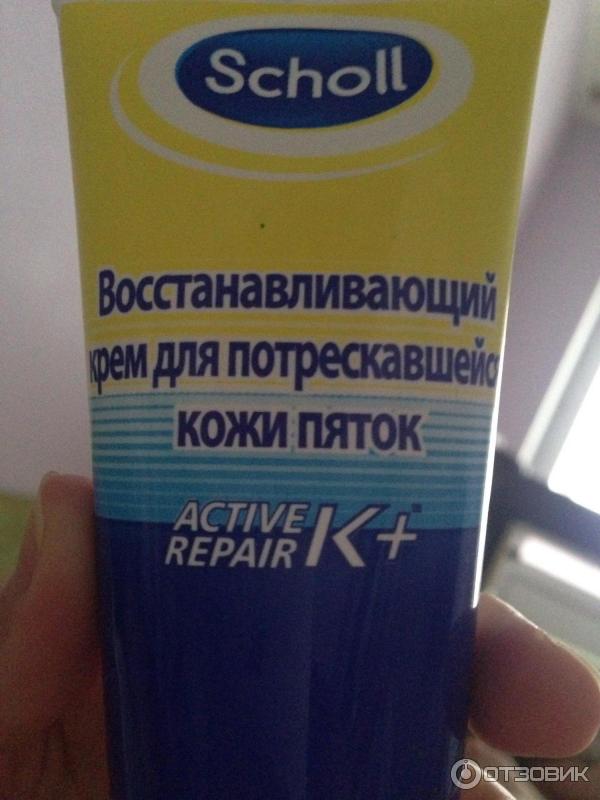 Scholl
Восстанавливающий
крем для потрескавшейся
кожи пяток
ACTIVE
REPAIR K+
ОТЗОВИК